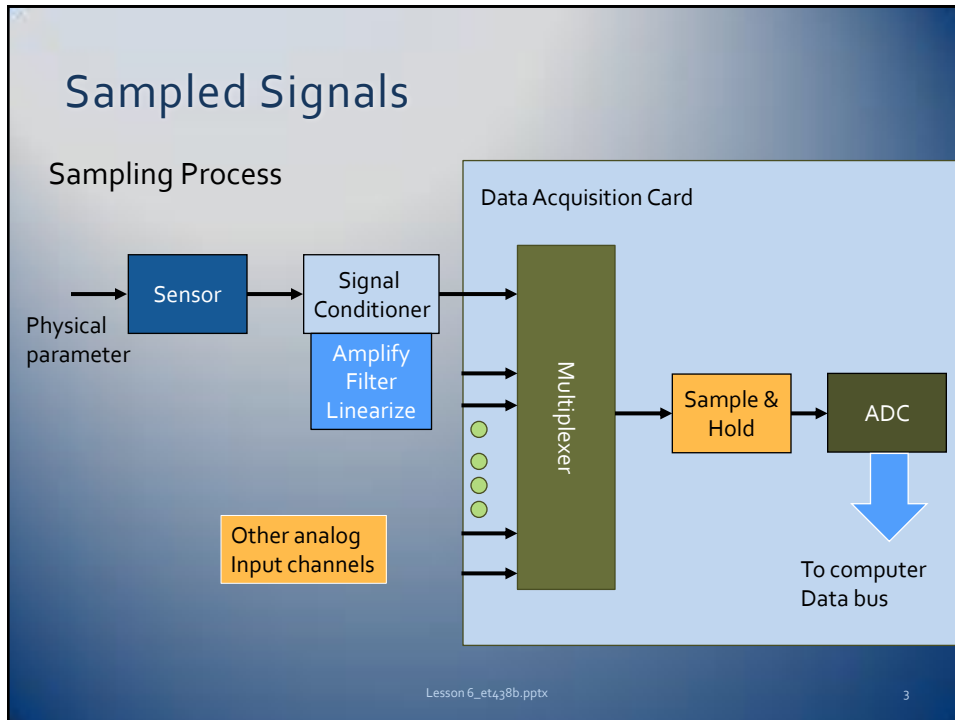 Sampled Signals
Sampling Process
Data Acquisition Card
Physical
parameter
Sensor
Signal
Conditioner
Amplify
Filter
Linearize
Multiplexer
Sample &
Hold
ADC
Other analog
Input channels
To computer
Data bus
Lesson 6_et438b.pptx
3